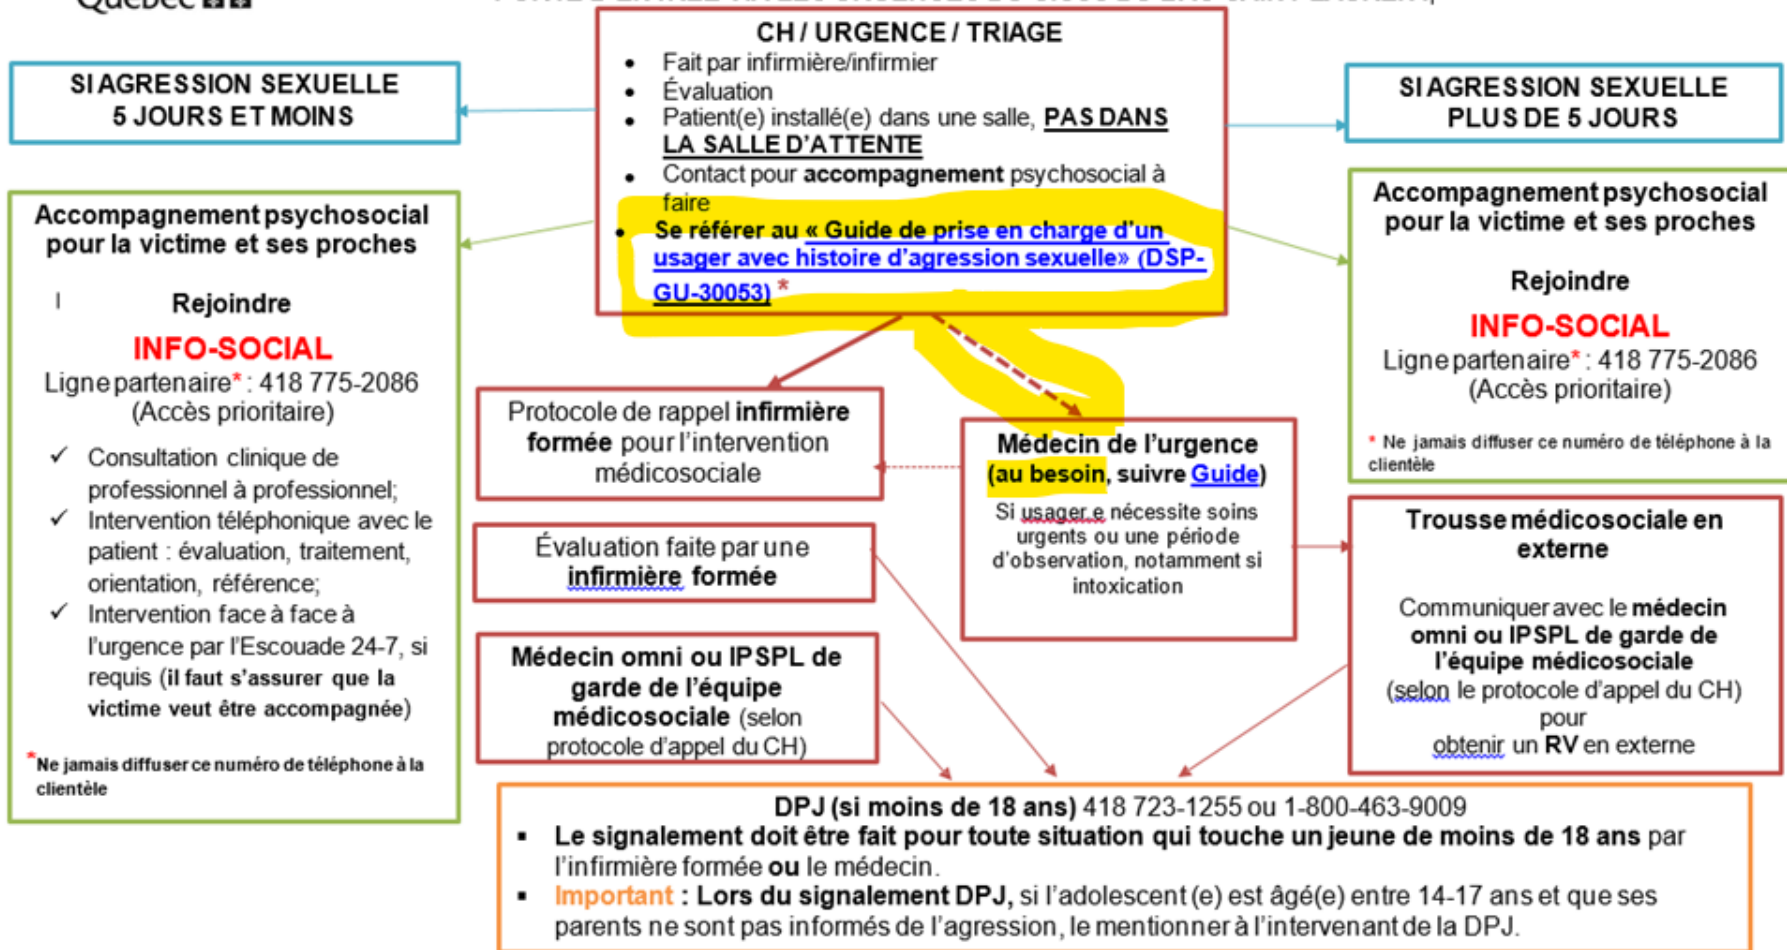 Québec
CH / URGENCE / TRIAGE
• Fait par infirmière/infirmier
• Évaluation
• Patient(e) installé(e) dans une salle, PAS DANS
LA SALLE D'ATTENTE
• Contact pour accompagnement psychosocial à
faire
• Se référer au « Guide de prise en charge d'un
usager avec histoire d'agression sexuelle» (DSP-
GU-30053) *
SI AGRESSION SEXUELLE
5 JOURS ET MOINS
SI AGRESSION SEXUELLE
PLUS DE 5 JOURS
Accompagnement psychosocial
pour la victime et ses proches
Rejoindre
INFO-SOCIAL
Ligne partenaire* : 418 775-2086
(Accès prioritaire)
✓ Consultation clinique de
professionnel à professionnel;
✓ Intervention téléphonique avec le
patient : évaluation, traitement,
orientation, référence;
✓ Intervention face à face à
l'urgence par l'Escouade 24-7, si
requis (il faut s'assurer que la
victime veut être accompagnée)
*Ne jamais diffuser ce numéro de téléphone à la
clientèle
Protocole de rappel infirmière
formée pour l'intervention
médicosociale
Évaluation faite par une
infirmière formée
Médecin omni ou IPSPL de
garde de l'équipe
médicosociale (selon
protocole d'appel du CH)
Médecin de l'urgence
(au besoin, suivre Guide)
Si usager.e nécessite soins
urgents ou une période
d'observation, notamment si
intoxication
Accompagnement psychosocial
pour la victime et ses proches
Rejoindre
INFO-SOCIAL
Ligne partenaire* : 418 775-2086
(Accès prioritaire)
* Ne jamais diffuser ce numéro de téléphone à la
clientèle
Trousse médicosociale en
externe
Communiquer avec le médecin
omni ou IPSPL de garde de
l'équipe médicosociale
(selon le protocole d'appel du CH)
pour
obtenir un RV en externe
DPJ (si moins de 18 ans) 418 723-1255 ou 1-800-463-9009
▪ Le signalement doit être fait pour toute situation qui touche un jeune de moins de 18 ans par
l'infirmière formée ou le médecin.
▪ Important : Lors du signalement DPJ, si l'adolescent(e) est âgé(e) entre 14-17 ans et que ses
parents ne sont pas informés de l'agression, le mentionner à l'intervenant de la DPJ.